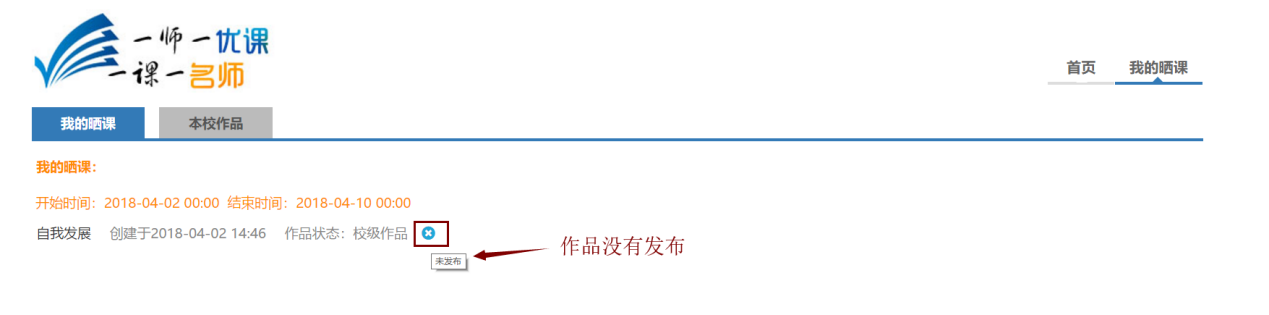 一师一优课
一课一名师
首页 我的晒课
我的晒课 本校作品
我的晒课：
开始时间：2018-04-02 00:00 结束时间：2018-04-10 00:00
自我发展 创建于2018-04-02 14:46 作品状态：校级作品
未发布
作品没有发布